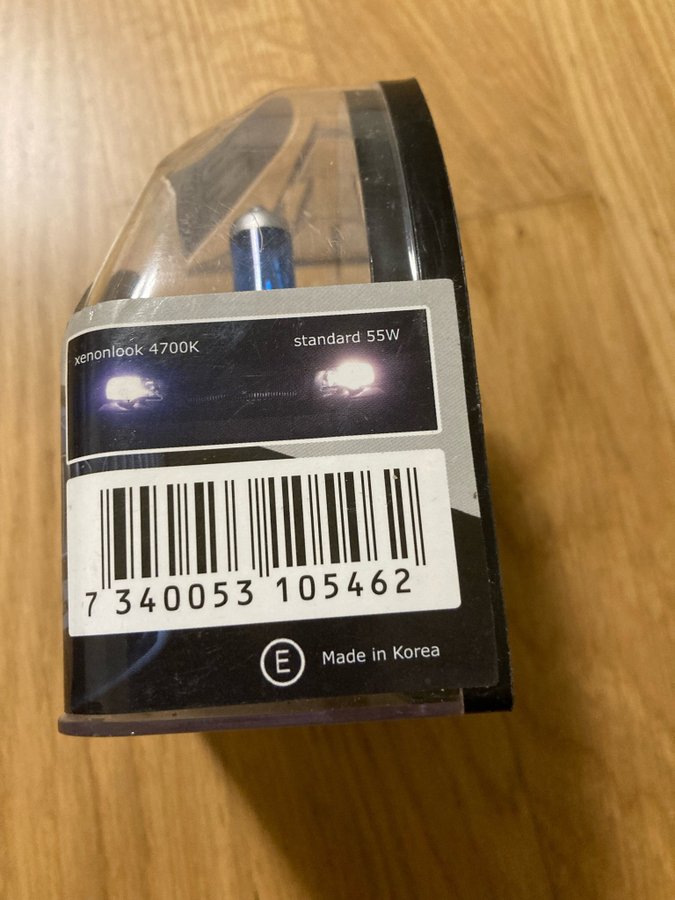 xenonlook 4700K standard 55W
7 340053 105462
E Made in Korea